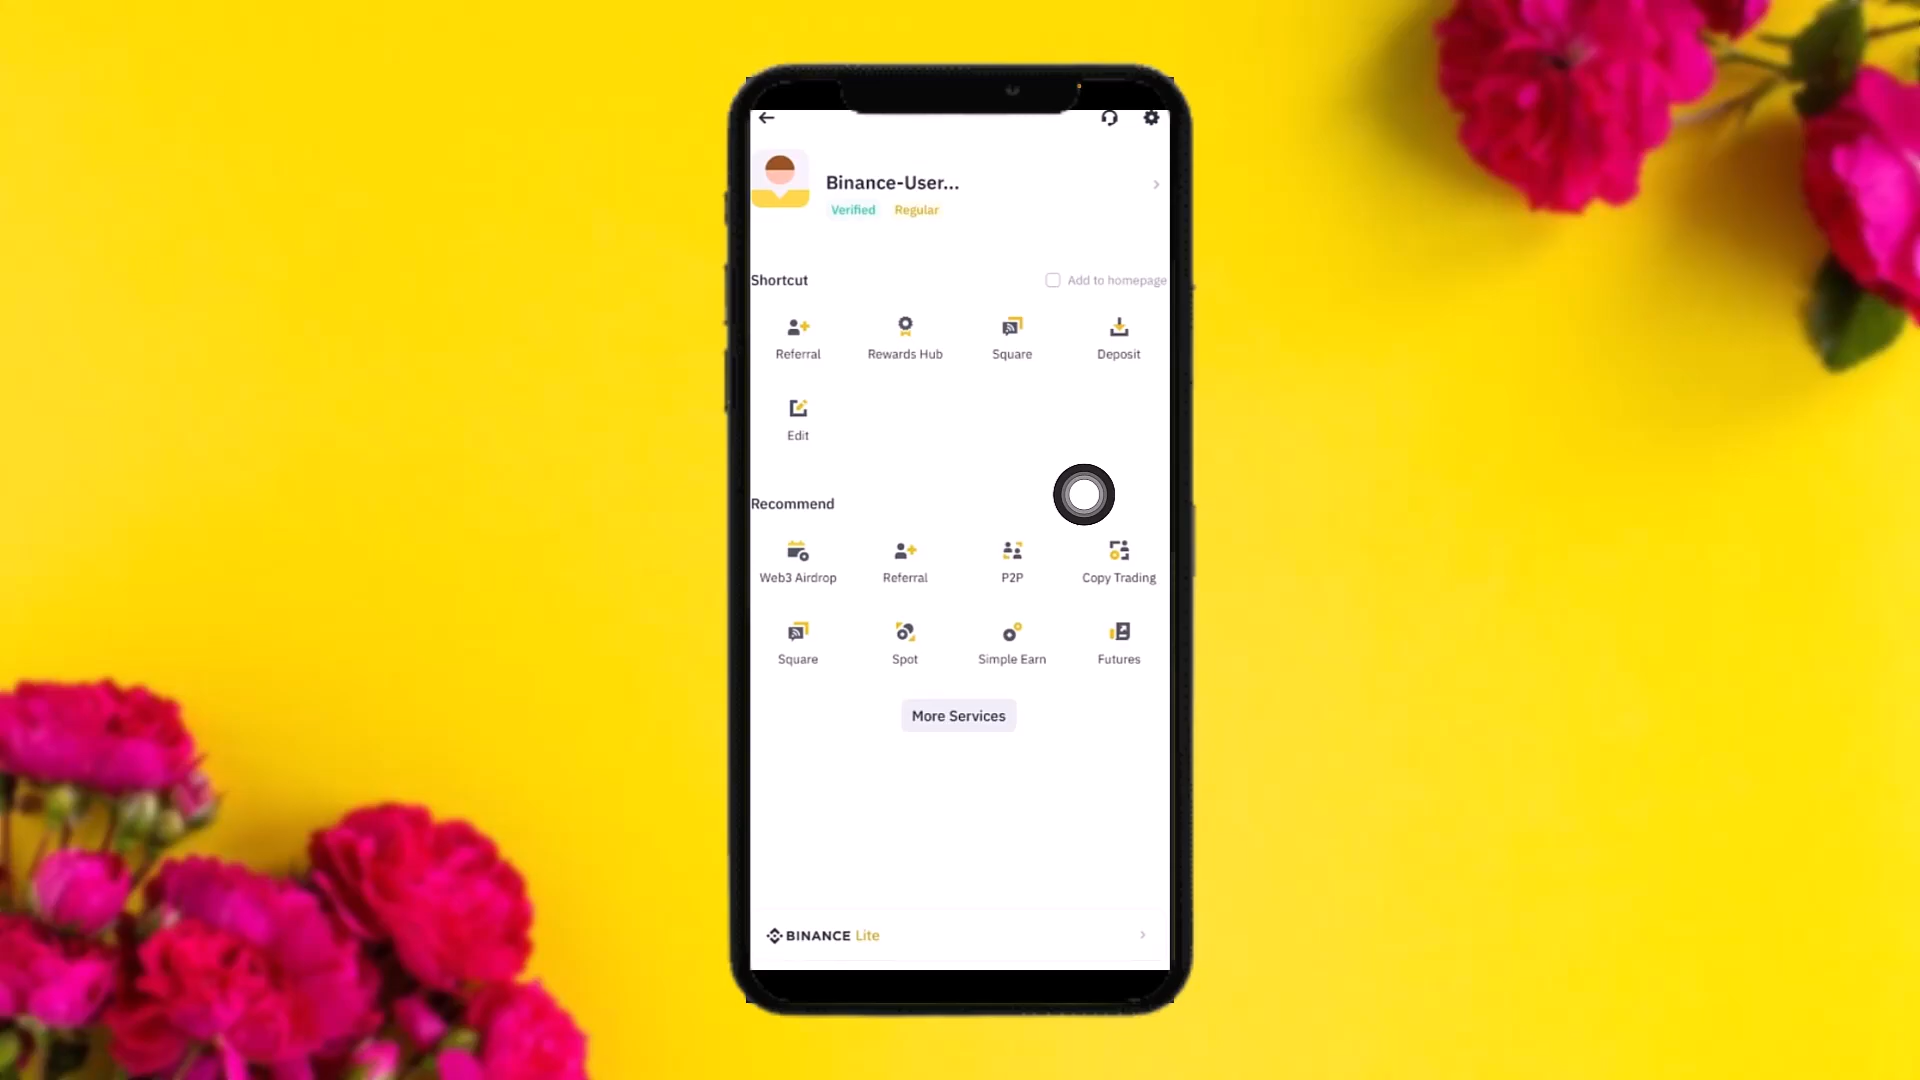 Binance-User...
Verified Regular
Shortcut Add to homepage
Referral Rewards Hub Square Deposit
Edit
Recommend
Web3 Airdrop Referral P2P Copy Trading
Square Spot Simple Earn Futures
More Services
BINANCE Lite